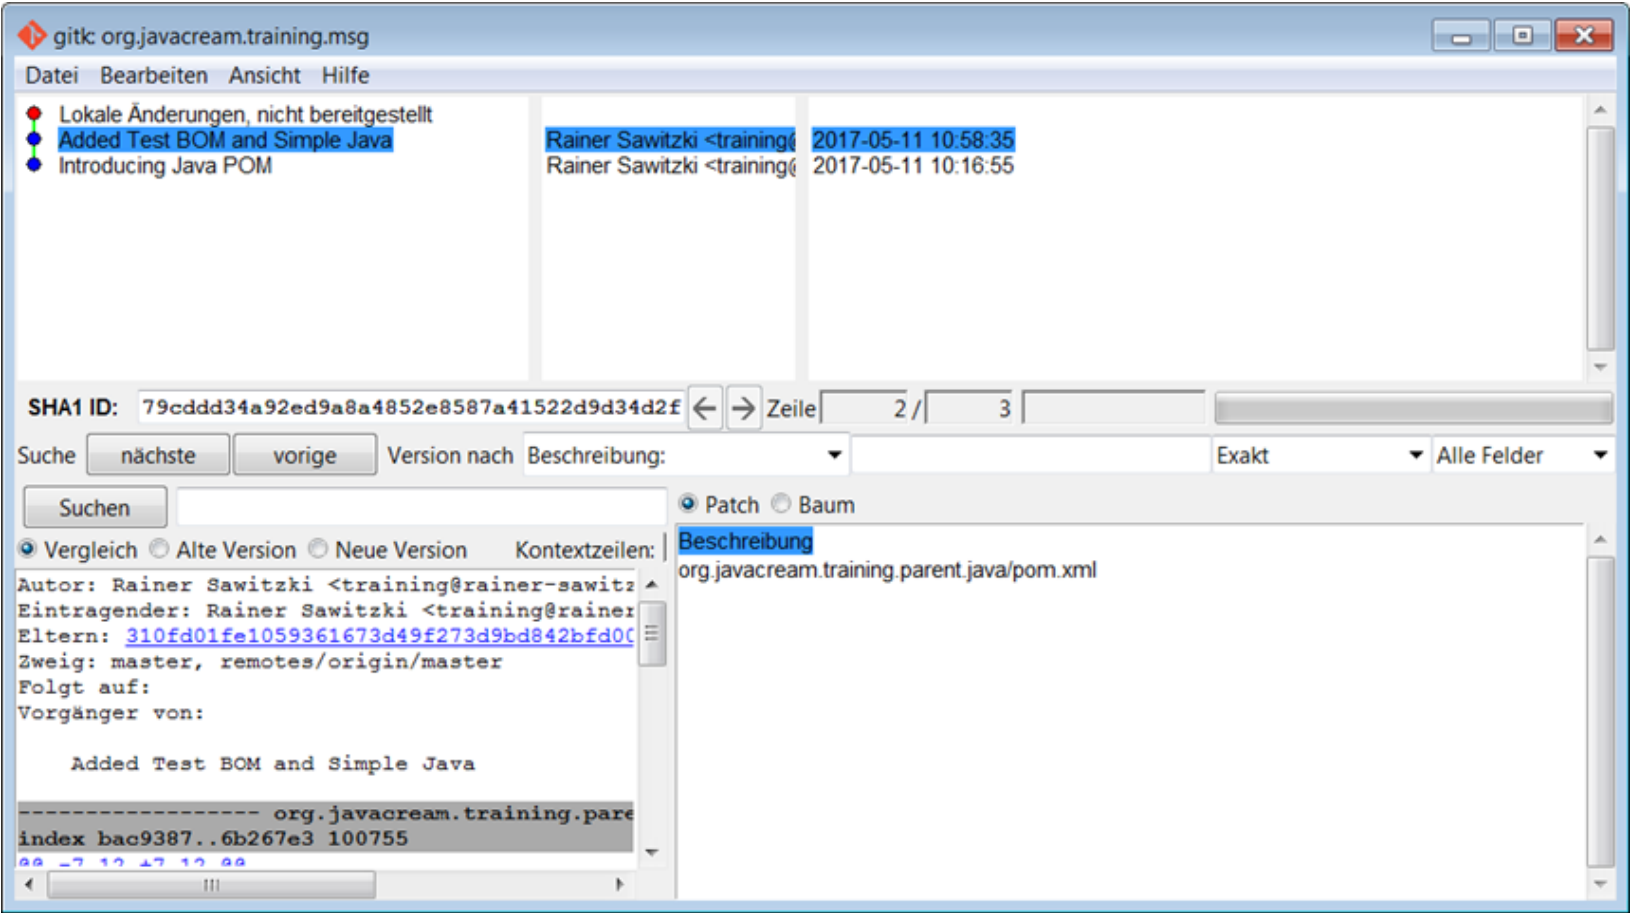 gitk: org.javacream.training.msg
Datei Bearbeiten Ansicht Hilfe
Lokale Änderungen, nicht bereitgestellt
Added Test BOM and Simple Java Rainer Sawitzki <training@ 2017-05-11 10:58:35
Introducing Java POM Rainer Sawitzki <training@ 2017-05-11 10:16:55
SHA1 ID: 79cddd34a92ed9a8a4852e8587a41522d9d34d2f Zeile 2 / 3
Suche nächste vorige Version nach Beschreibung: Exakt Alle Felder
Suchen
Patch Baum
Vergleich Alte Version Neue Version Kontextzeilen:
Beschreibung
org.javacream.training.parent.java/pom.xml
Autor: Rainer Sawitzki <training@rainer-sawitz
Eintragender: Rainer Sawitzki <training@rainer
Eltern: 310fd01fe1059361673d49f273d9bd842bfd00
Zweig: master, remotes/origin/master
Folgt auf:
Vorgänger von:
Added Test BOM and Simple Java
------------------ org.javacream.training.pare
index bac9387..6b267e3 100755
@@ -7,12 +7,12 @@